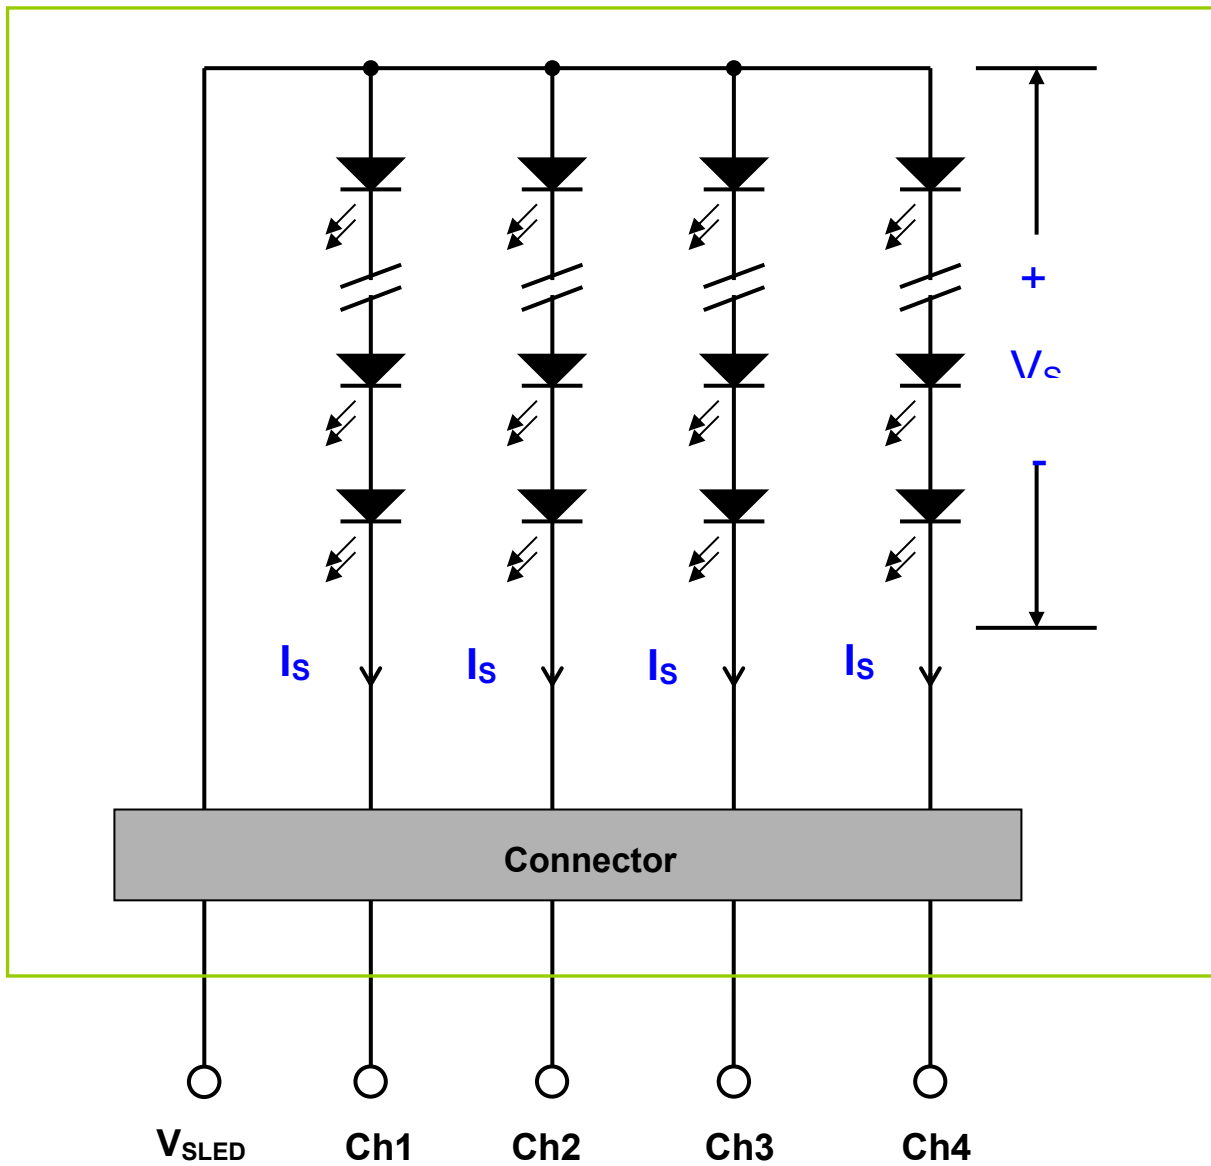 +
VS
-
IS IS IS IS
Connector
VSLED Ch1 Ch2 Ch3 Ch4